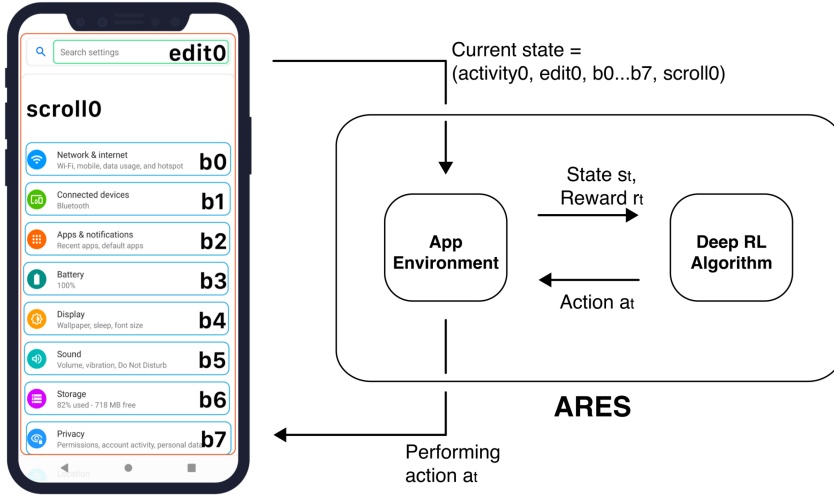 Search settings
edit0
scroll0
Network & internet
Wi-Fi, mobile, data usage, and hotspot
b0
Connected devices
Bluetooth
b1
Apps & notifications
Recent apps, default apps
b2
Battery
100%
b3
Display
Wallpaper, sleep, font size
b4
Sound
Volume, vibration, Do Not Disturb
b5
Storage
82% used - 718 MB free
b6
Privacy
Permissions, account activity, personal data
b7
Location
Current state =
(activity0, edit0, b0...b7, scroll0)
State st,
Reward rt
App
Environment
Deep RL
Algorithm
Action at
ARES
Performing
action at